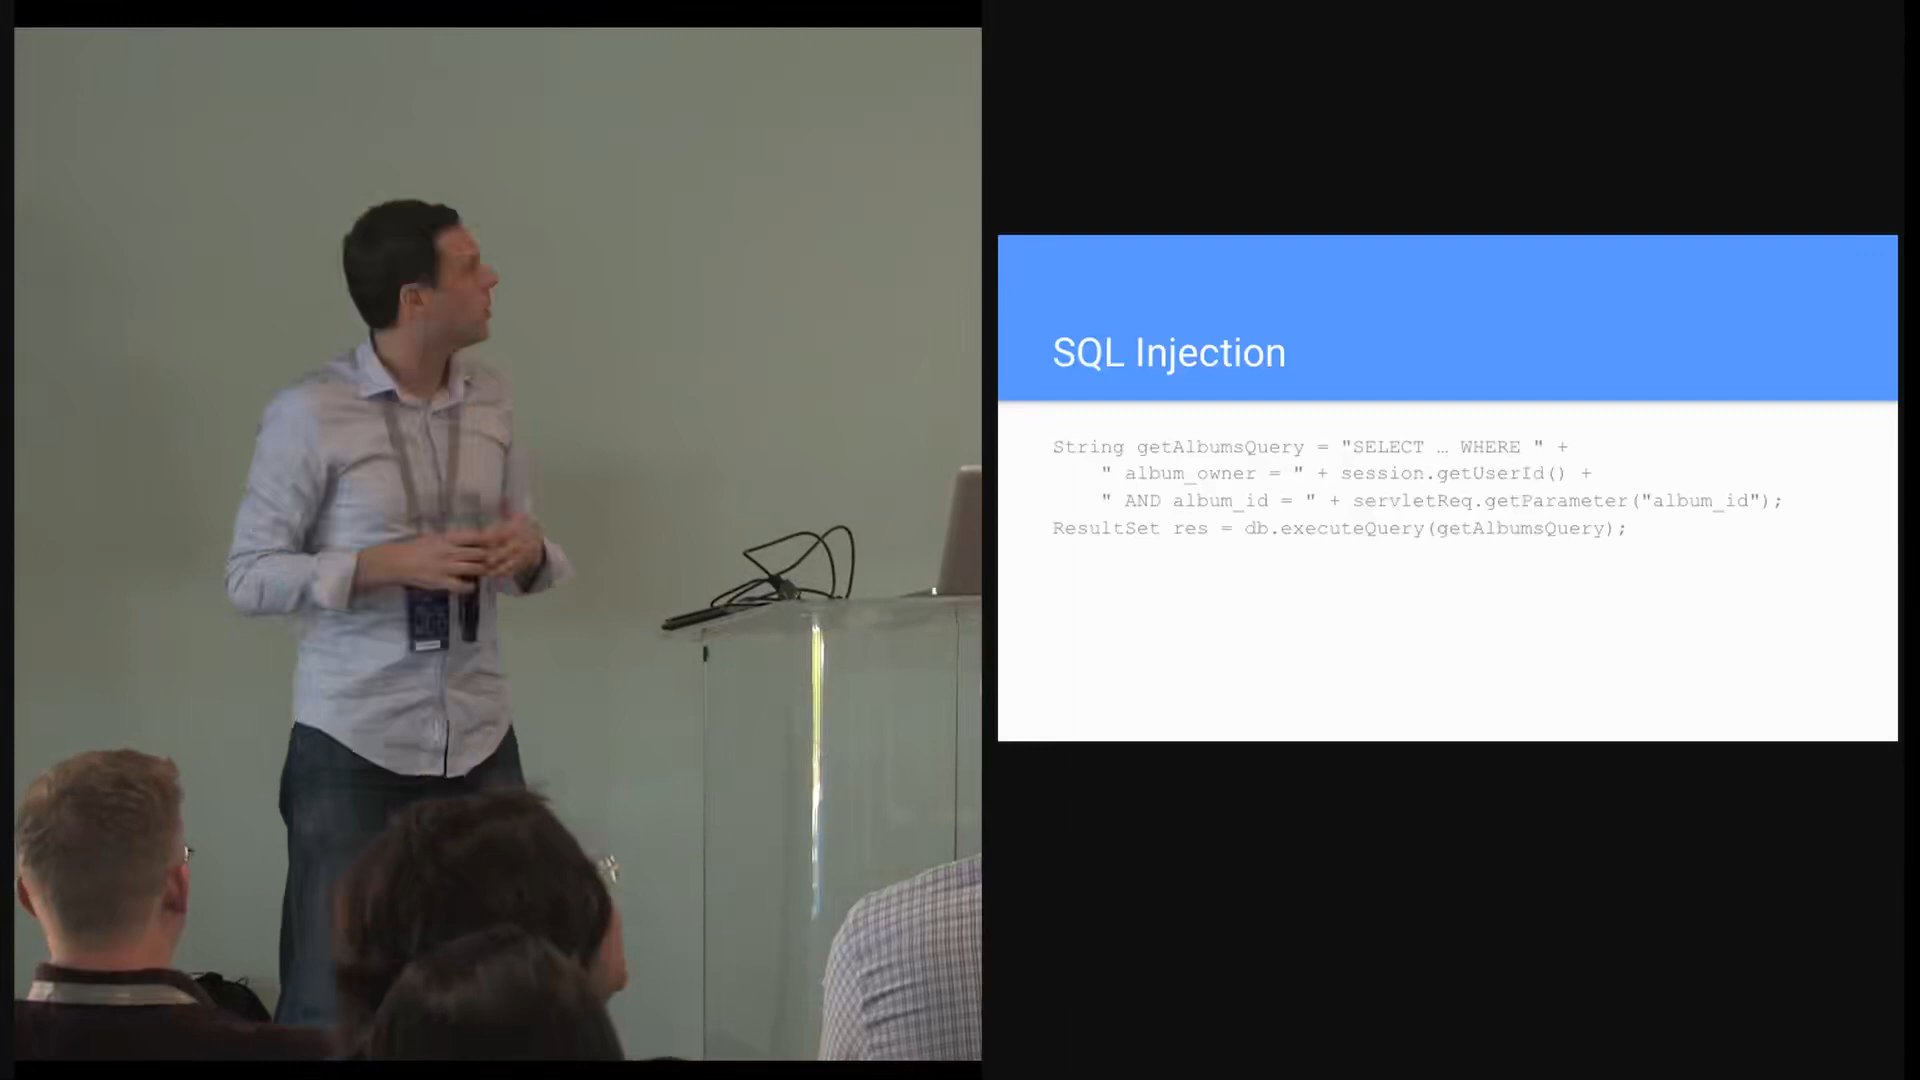 SQL Injection
String getAlbumsQuery = "SELECT … WHERE " +
" album_owner = " + session.getUserId() +
" AND album_id = " + servletReq.getParameter("album_id");
ResultSet res = db.executeQuery(getAlbumsQuery);